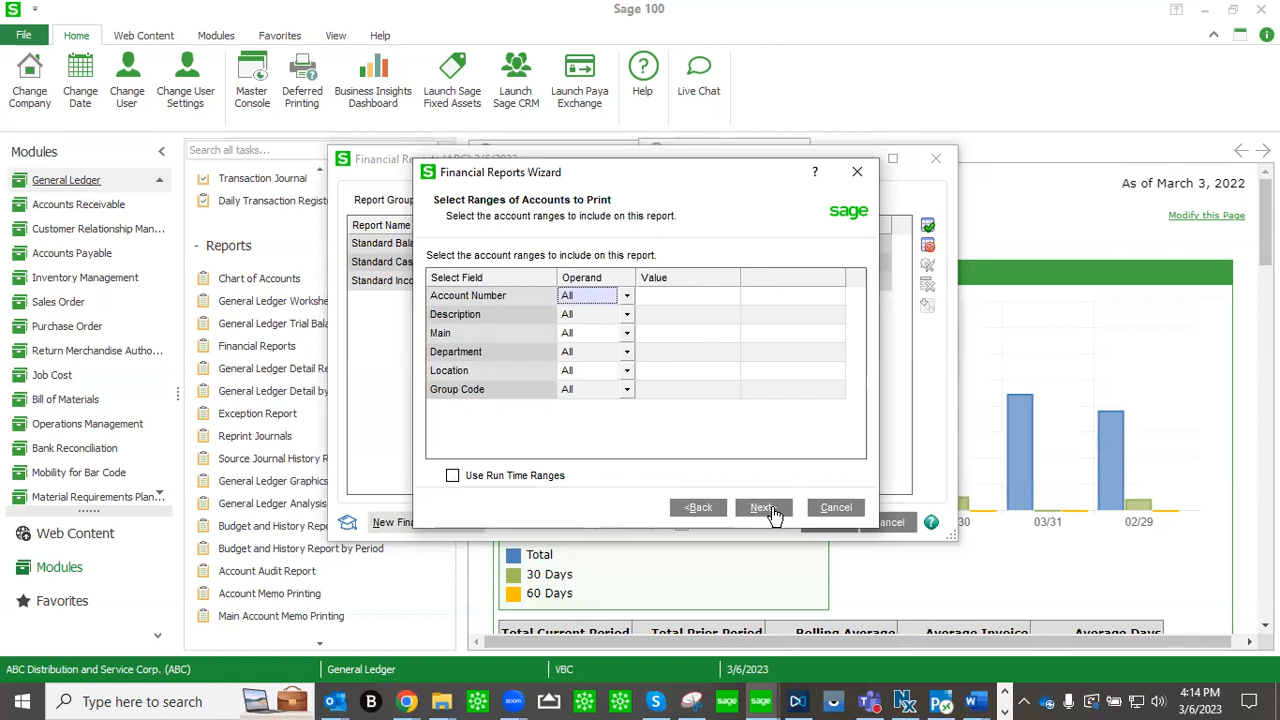 Sage 100
File
Home
Web Content
Modules
Favorites
View
Help
Change Company
Change Date
Change User
Change User Settings
Master Console
Deferred Printing
Business Insights Dashboard
Launch Sage Fixed Assets
Launch Sage CRM
Launch Paya Exchange
Help
Live Chat
Modules
General Ledger
Accounts Receivable
Customer Relationship Man...
Accounts Payable
Inventory Management
Sales Order
Purchase Order
Return Merchandise Autho...
Job Cost
Bill of Materials
Operations Management
Bank Reconciliation
Mobility for Bar Code
Material Requirements Plan...
Web Content
Modules
Favorites
Search all tasks...
Transaction Journal
Daily Transaction Regist
- Reports
Chart of Accounts
General Ledger Workshe
General Ledger Trial Bala
Financial Reports
General Ledger Detail Re
General Ledger Detail by
Exception Report
Reprint Journals
Source Journal History R
General Ledger Graphics
General Ledger Analysis
Budget and History Repor
Budget and History Report by Period
Account Audit Report
Account Memo Printing
Main Account Memo Printing
Financial Reports (ABC) 3/6/2023
Report Group
Report Name
Standard Bala
Standard Cas
Standard Inco
New Fina
ancel
Financial Reports Wizard
?
Select Ranges of Accounts to Print
Select the account ranges to include on this report.
sage
Select the account ranges to include on this report.
Select Field Operand Value
Account Number All
Description All
Main All
Department All
Location All
Group Code All
Use Run Time Ranges
<Back
Next>
Cancel
As of March 3, 2022
Modify this Page
30
03/31
02/29
Total
30 Days
60 Days
Total Current Period Total Prior Period Rolling Average Average Invoice Average Days
ABC Distribution and Service Corp. (ABC)
General Ledger
VBC
3/6/2023
Type here to search
4:14 PM
3/6/2023